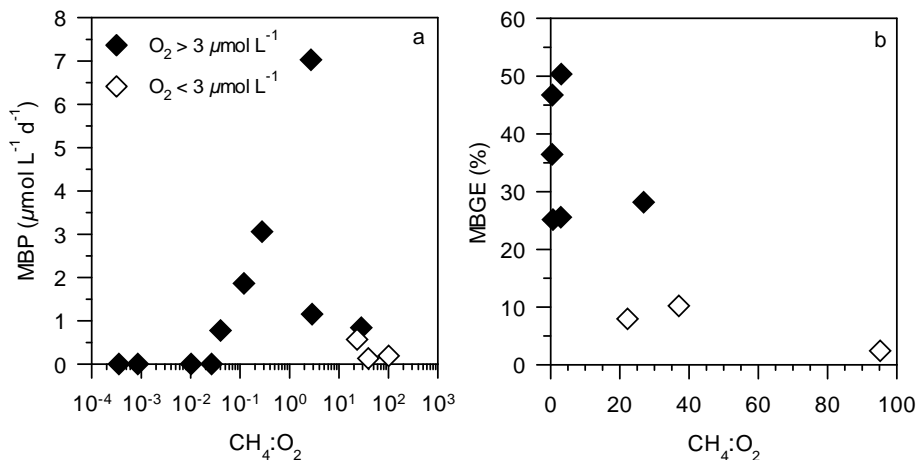 a
O₂ > 3 µmol L⁻¹
O₂ < 3 µmol L⁻¹
MBP (µmol L⁻¹ d⁻¹)
8
7
6
5
4
3
2
1
0
10⁻⁴ 10⁻³ 10⁻² 10⁻¹ 10⁰ 10¹ 10² 10³
CH₄:O₂
b
MBGE (%)
60
50
40
30
20
10
0
0 20 40 60 80 100
CH₄:O₂